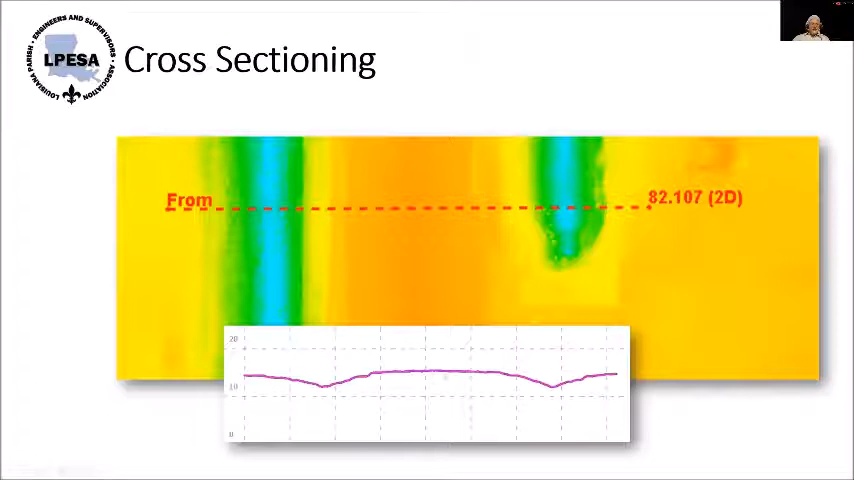 LOUISIANA PARISH · ENGINEERS AND SUPERVISORS · ASSOCIATION
LPESA
Cross Sectioning
From
82.107 (2D)
20
10
0